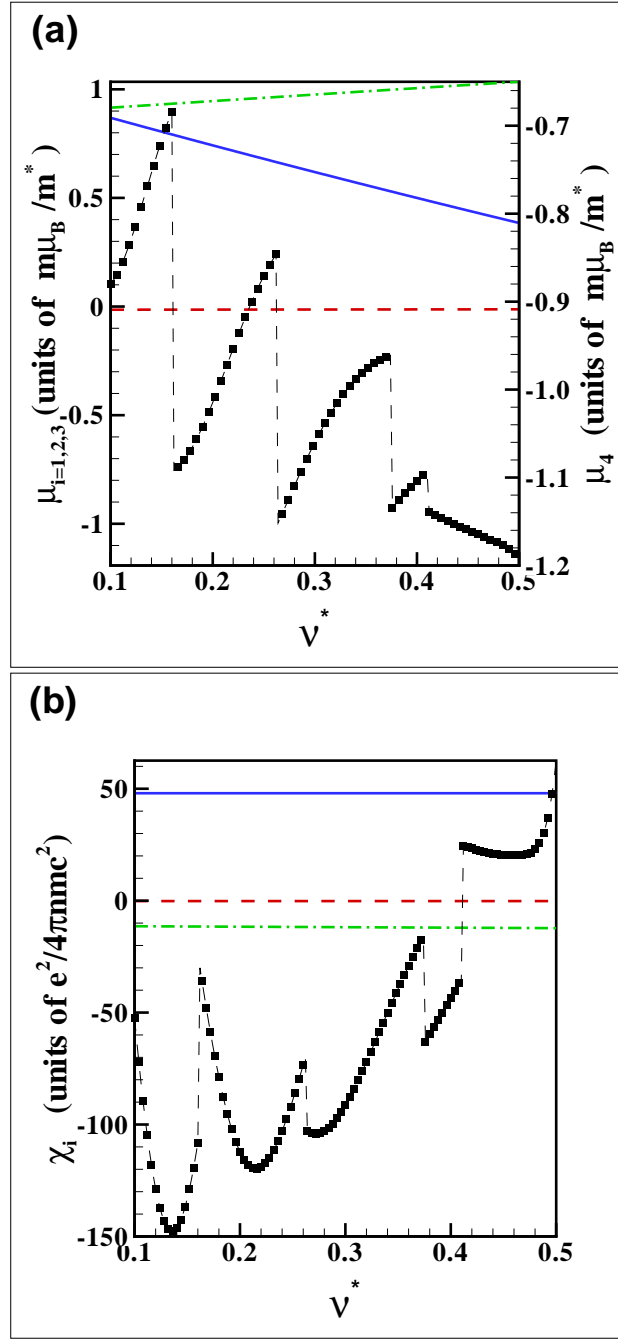 (a)
1
0.5
0
-0.5
-1
μi=1,2,3 (units of mμB/m*)
-0.7
-0.8
-0.9
-1.0
-1.1
-1.2
μ4 (units of mμB/m*)
0.1 0.2 0.3 0.4 0.5
ν*
(b)
50
0
-50
-100
-150
χi (units of e²/4πnmc²)
0.1 0.2 0.3 0.4 0.5
ν*